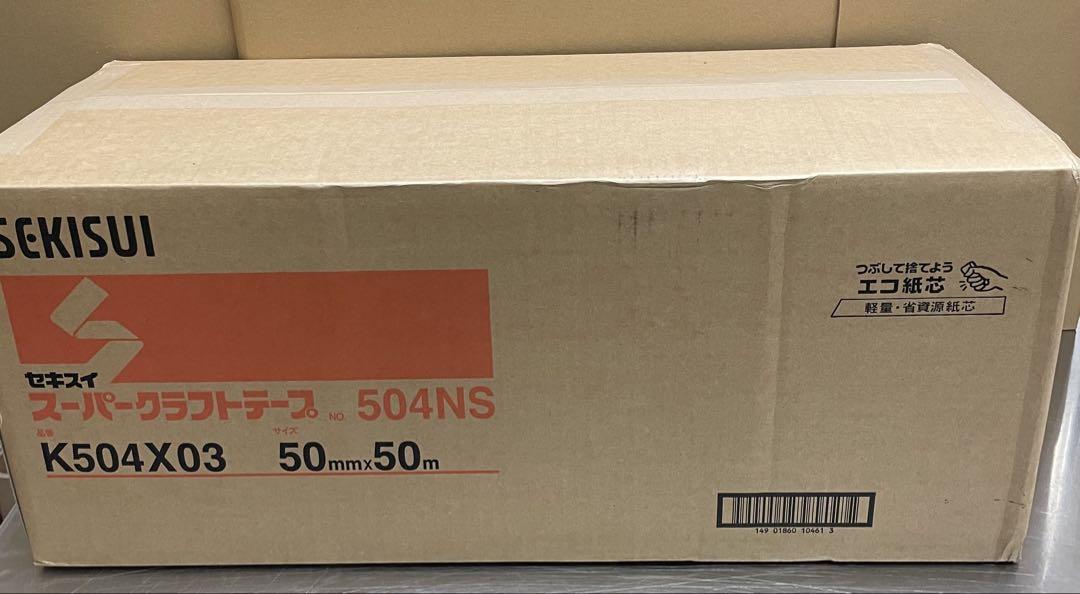 SEKISUI
セキスイ
スーパークラフトテープ NO. 504NS
品番 サイズ
K504X03 50mm×50m
つぶして捨てよう
エコ紙芯
軽量・省資源紙芯
149 01860 10461 3